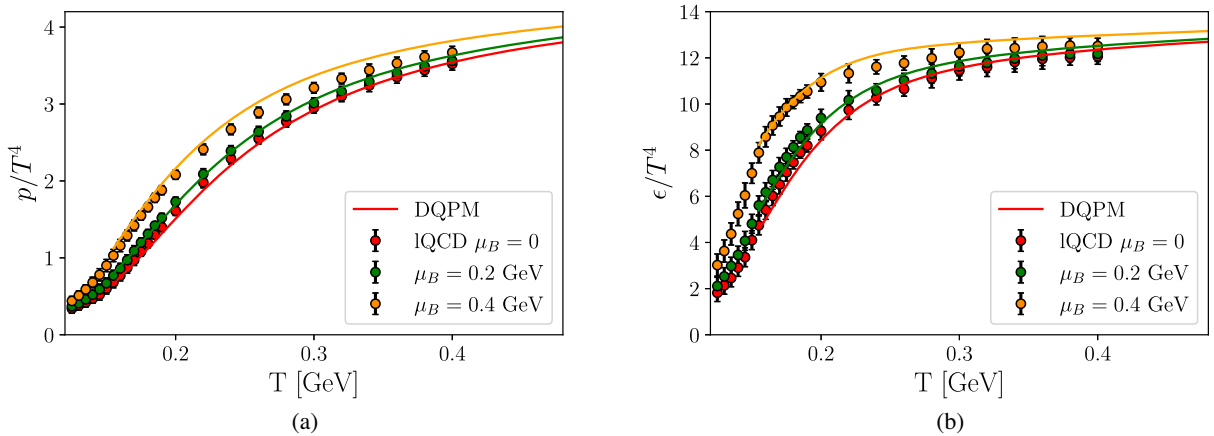 4
3
2
1
0
p/T⁴
0.2
0.3
0.4
T [GeV]
DQPM
lQCD μ_B = 0
μ_B = 0.2 GeV
μ_B = 0.4 GeV
(a)
14
12
10
8
6
4
2
0
ϵ/T⁴
0.2
0.3
0.4
T [GeV]
DQPM
lQCD μ_B = 0
μ_B = 0.2 GeV
μ_B = 0.4 GeV
(b)